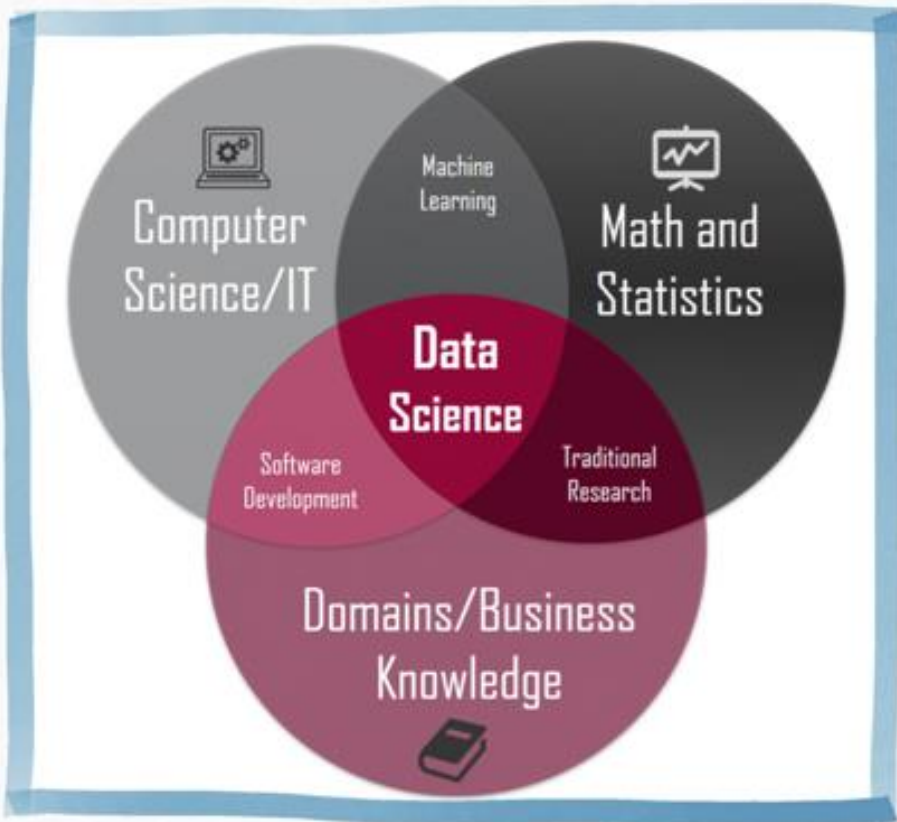 Machine
Learning
Computer
Science/IT
Math and
Statistics
Data
Science
Software
Development
Traditional
Research
Domains/Business
Knowledge